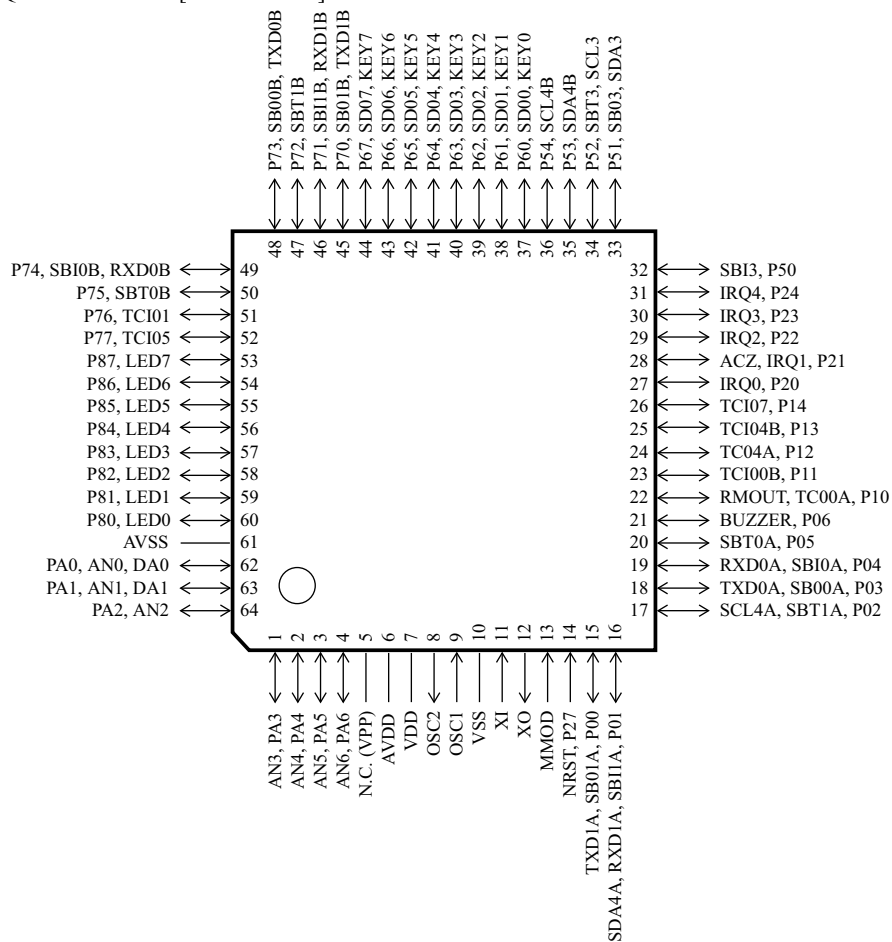 P73, SB00B, TXD0B
P72, SBT1B
P71, SBI1B, RXD1B
P70, SB01B, TXD1B
P67, SD07, KEY7
P66, SD06, KEY6
P65, SD05, KEY5
P64, SD04, KEY4
P63, SD03, KEY3
P62, SD02, KEY2
P61, SD01, KEY1
P60, SD00, KEY0
P54, SCL4B
P53, SDA4B
P52, SBT3, SCL3
P51, SB03, SDA3
48 47 46 45 44 43 42 41 40 39 38 37 36 35 34 33
P74, SBI0B, RXD0B 49
P75, SBT0B 50
P76, TCI01 51
P77, TCI05 52
P87, LED7 53
P86, LED6 54
P85, LED5 55
P84, LED4 56
P83, LED3 57
P82, LED2 58
P81, LED1 59
P80, LED0 60
AVSS 61
PA0, AN0, DA0 62
PA1, AN1, DA1 63
PA2, AN2 64
32 SBI3, P50
31 IRQ4, P24
30 IRQ3, P23
29 IRQ2, P22
28 ACZ, IRQ1, P21
27 IRQ0, P20
26 TCI07, P14
25 TCI04B, P13
24 TC04A, P12
23 TCI00B, P11
22 RMOUT, TC00A, P10
21 BUZZER, P06
20 SBT0A, P05
19 RXD0A, SBI0A, P04
18 TXD0A, SB00A, P03
17 SCL4A, SBT1A, P02
1 2 3 4 5 6 7 8 9 10 11 12 13 14 15 16
AN3, PA3
AN4, PA4
AN5, PA5
AN6, PA6
N.C. (VPP)
AVDD
VDD
OSC2
OSC1
VSS
XI
XO
MMOD
NRST, P27
TXD1A, SB01A, P00
SDA4A, RXD1A, SBI1A, P01